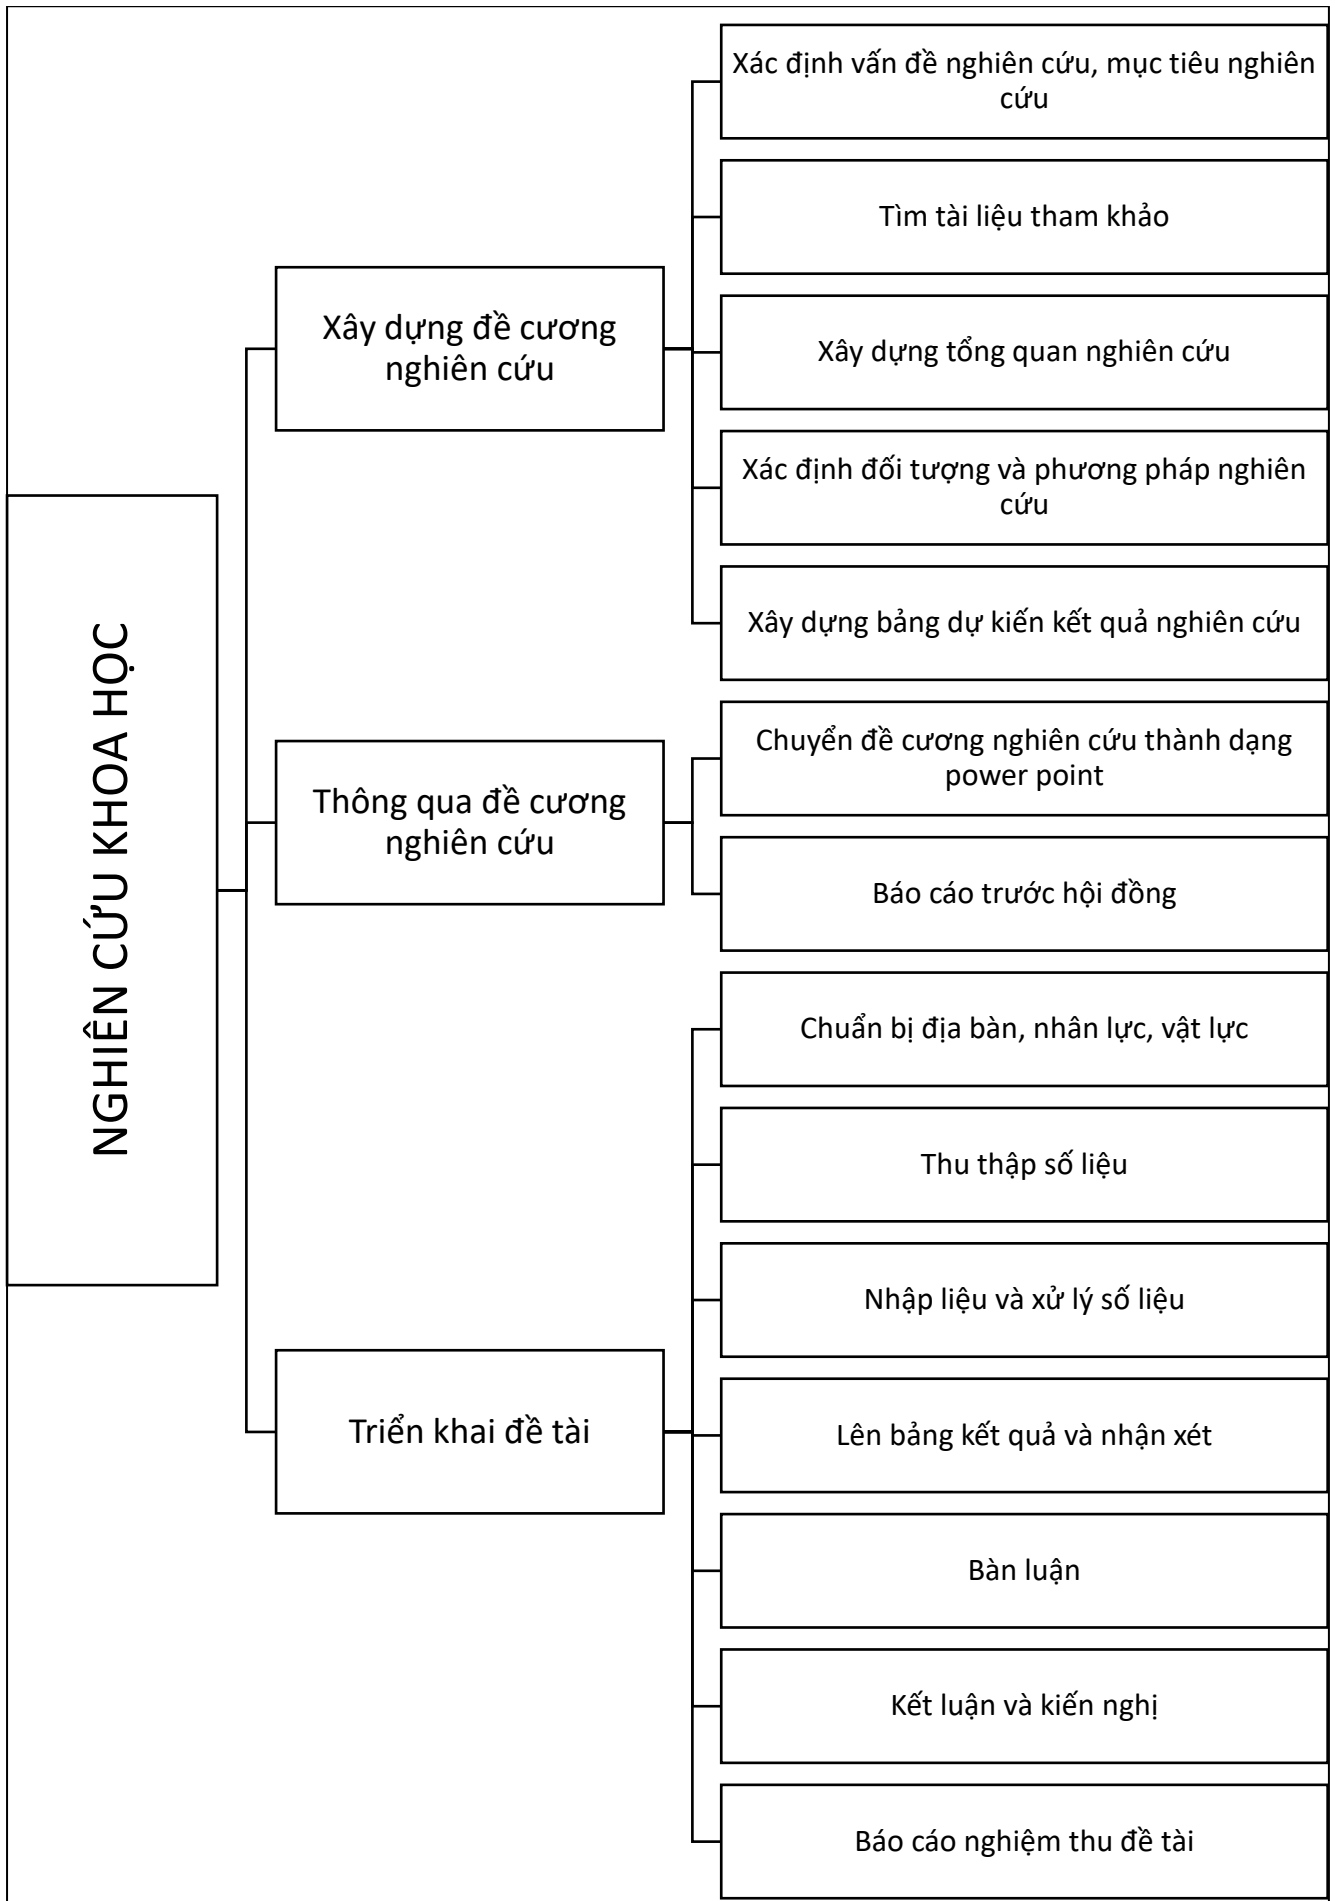 NGHIÊN CỨU KHOA HỌC
Xây dựng đề cương
nghiên cứu
Xác định vấn đề nghiên cứu, mục tiêu nghiên
cứu
Tìm tài liệu tham khảo
Xây dựng tổng quan nghiên cứu
Xác định đối tượng và phương pháp nghiên
cứu
Xây dựng bảng dự kiến kết quả nghiên cứu
Thông qua đề cương
nghiên cứu
Chuyển đề cương nghiên cứu thành dạng
power point
Báo cáo trước hội đồng
Triển khai đề tài
Chuẩn bị địa bàn, nhân lực, vật lực
Thu thập số liệu
Nhập liệu và xử lý số liệu
Lên bảng kết quả và nhận xét
Bàn luận
Kết luận và kiến nghị
Báo cáo nghiệm thu đề tài